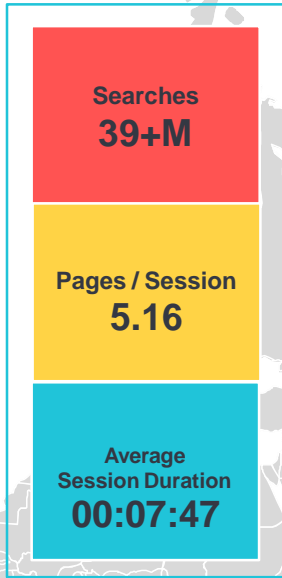 Searches
39+M
Pages / Session
5.16
Average
Session Duration
00:07:47